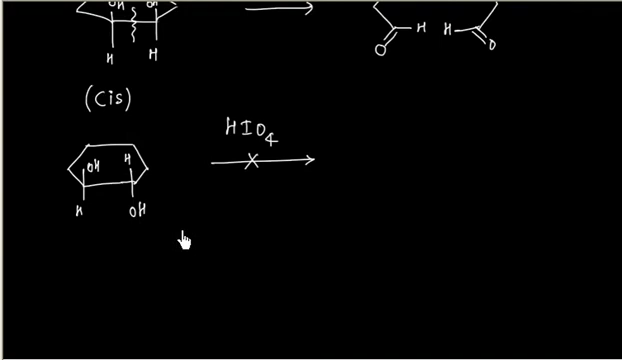 OH OH
H H
O H H O
(Cis)
HIO4
OH H
H OH